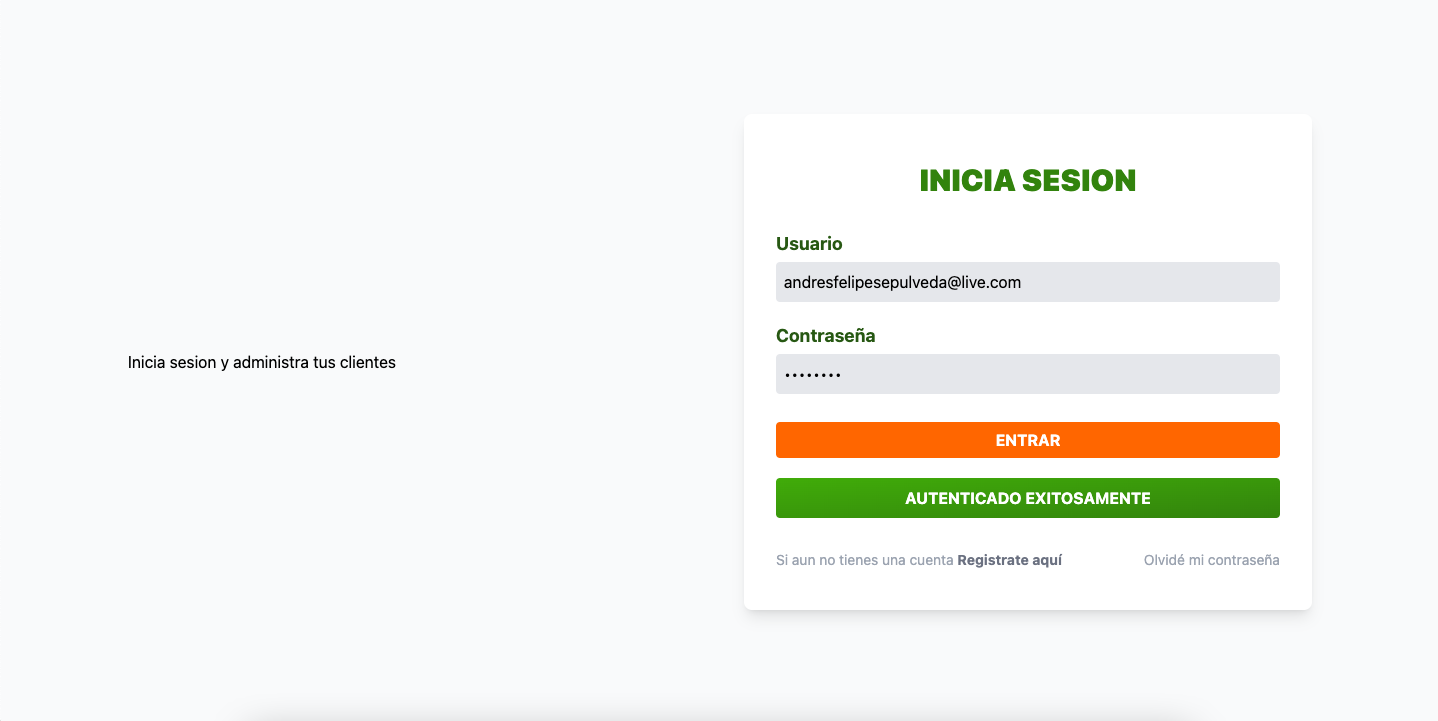 Inicia sesion y administra tus clientes
INICIA SESION
Usuario
andresfelipesepulveda@live.com
Contraseña
••••••••
ENTRAR
AUTENTICADO EXITOSAMENTE
Si aun no tienes una cuenta Registrate aquí
Olvidé mi contraseña